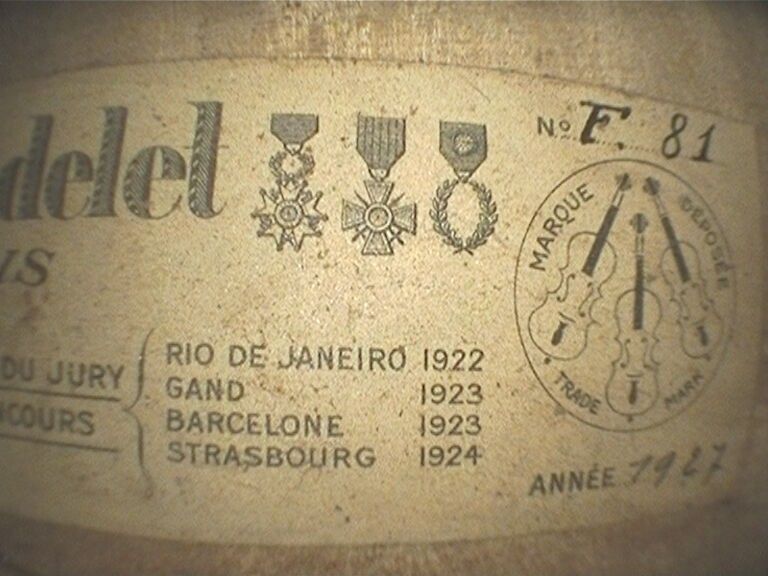 delet
Nº F. 81
MARQUE DÉPOSÉE
TRADE MARK
DU JURY
RIO DE JANEIRO 1922
GAND 1923
BARCELONE 1923
STRASBOURG 1924
NCOURS
ANNÉE 1927